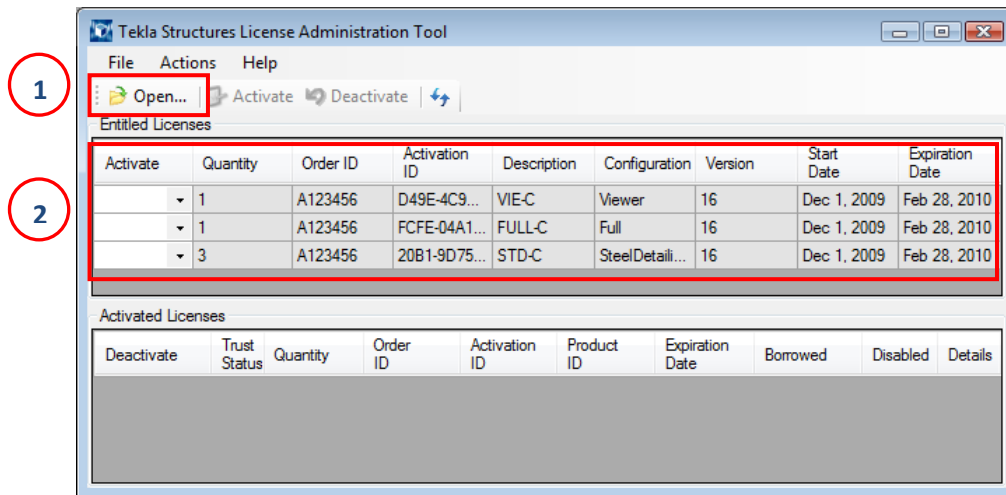 Tekla Structures License Administration Tool
File Actions Help
1
Open... Activate Deactivate
Entitled Licenses
Activate Quantity Order ID Activation ID Description Configuration Version Start Date Expiration Date
2
1 A123456 D49E-4C9... VIE-C Viewer 16 Dec 1, 2009 Feb 28, 2010
1 A123456 FCFE-04A1... FULL-C Full 16 Dec 1, 2009 Feb 28, 2010
3 A123456 20B1-9D75... STD-C SteelDetaili... 16 Dec 1, 2009 Feb 28, 2010
Activated Licenses
Deactivate Trust Status Quantity Order ID Activation ID Product ID Expiration Date Borrowed Disabled Details